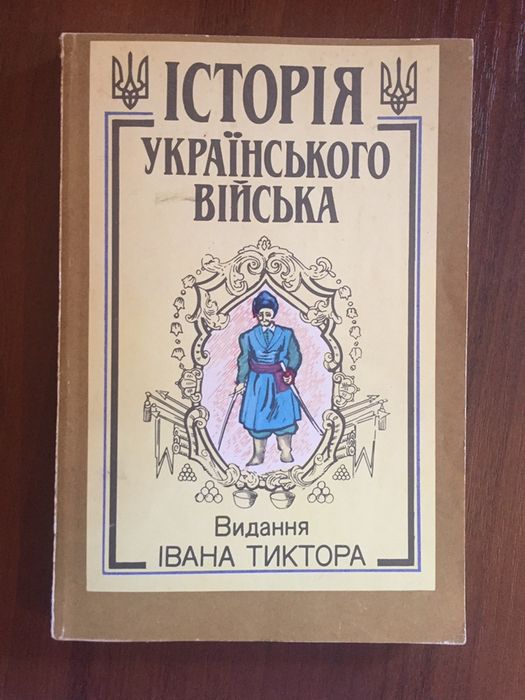 ІСТОРІЯ
УКРАЇНСЬКОГО
ВІЙСЬКА
Видання
ІВАНА ТИКТОРА